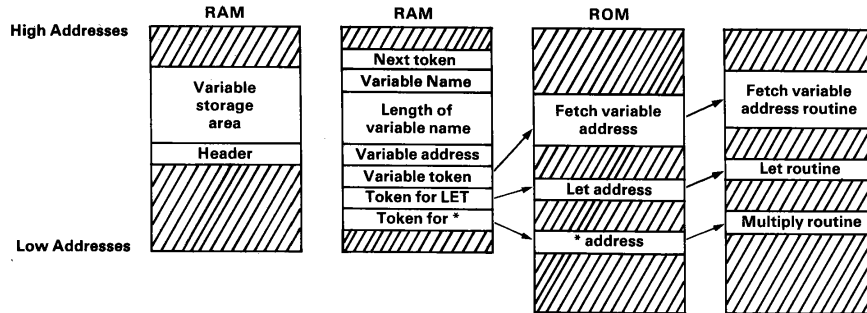 RAM
RAM
ROM
High Addresses
Low Addresses
Variable
storage
area
Header
Next token
Variable Name
Length of
variable name
Variable address
Variable token
Token for LET
Token for *
Fetch variable
address
Let address
* address
Fetch variable
address routine
Let routine
Multiply routine